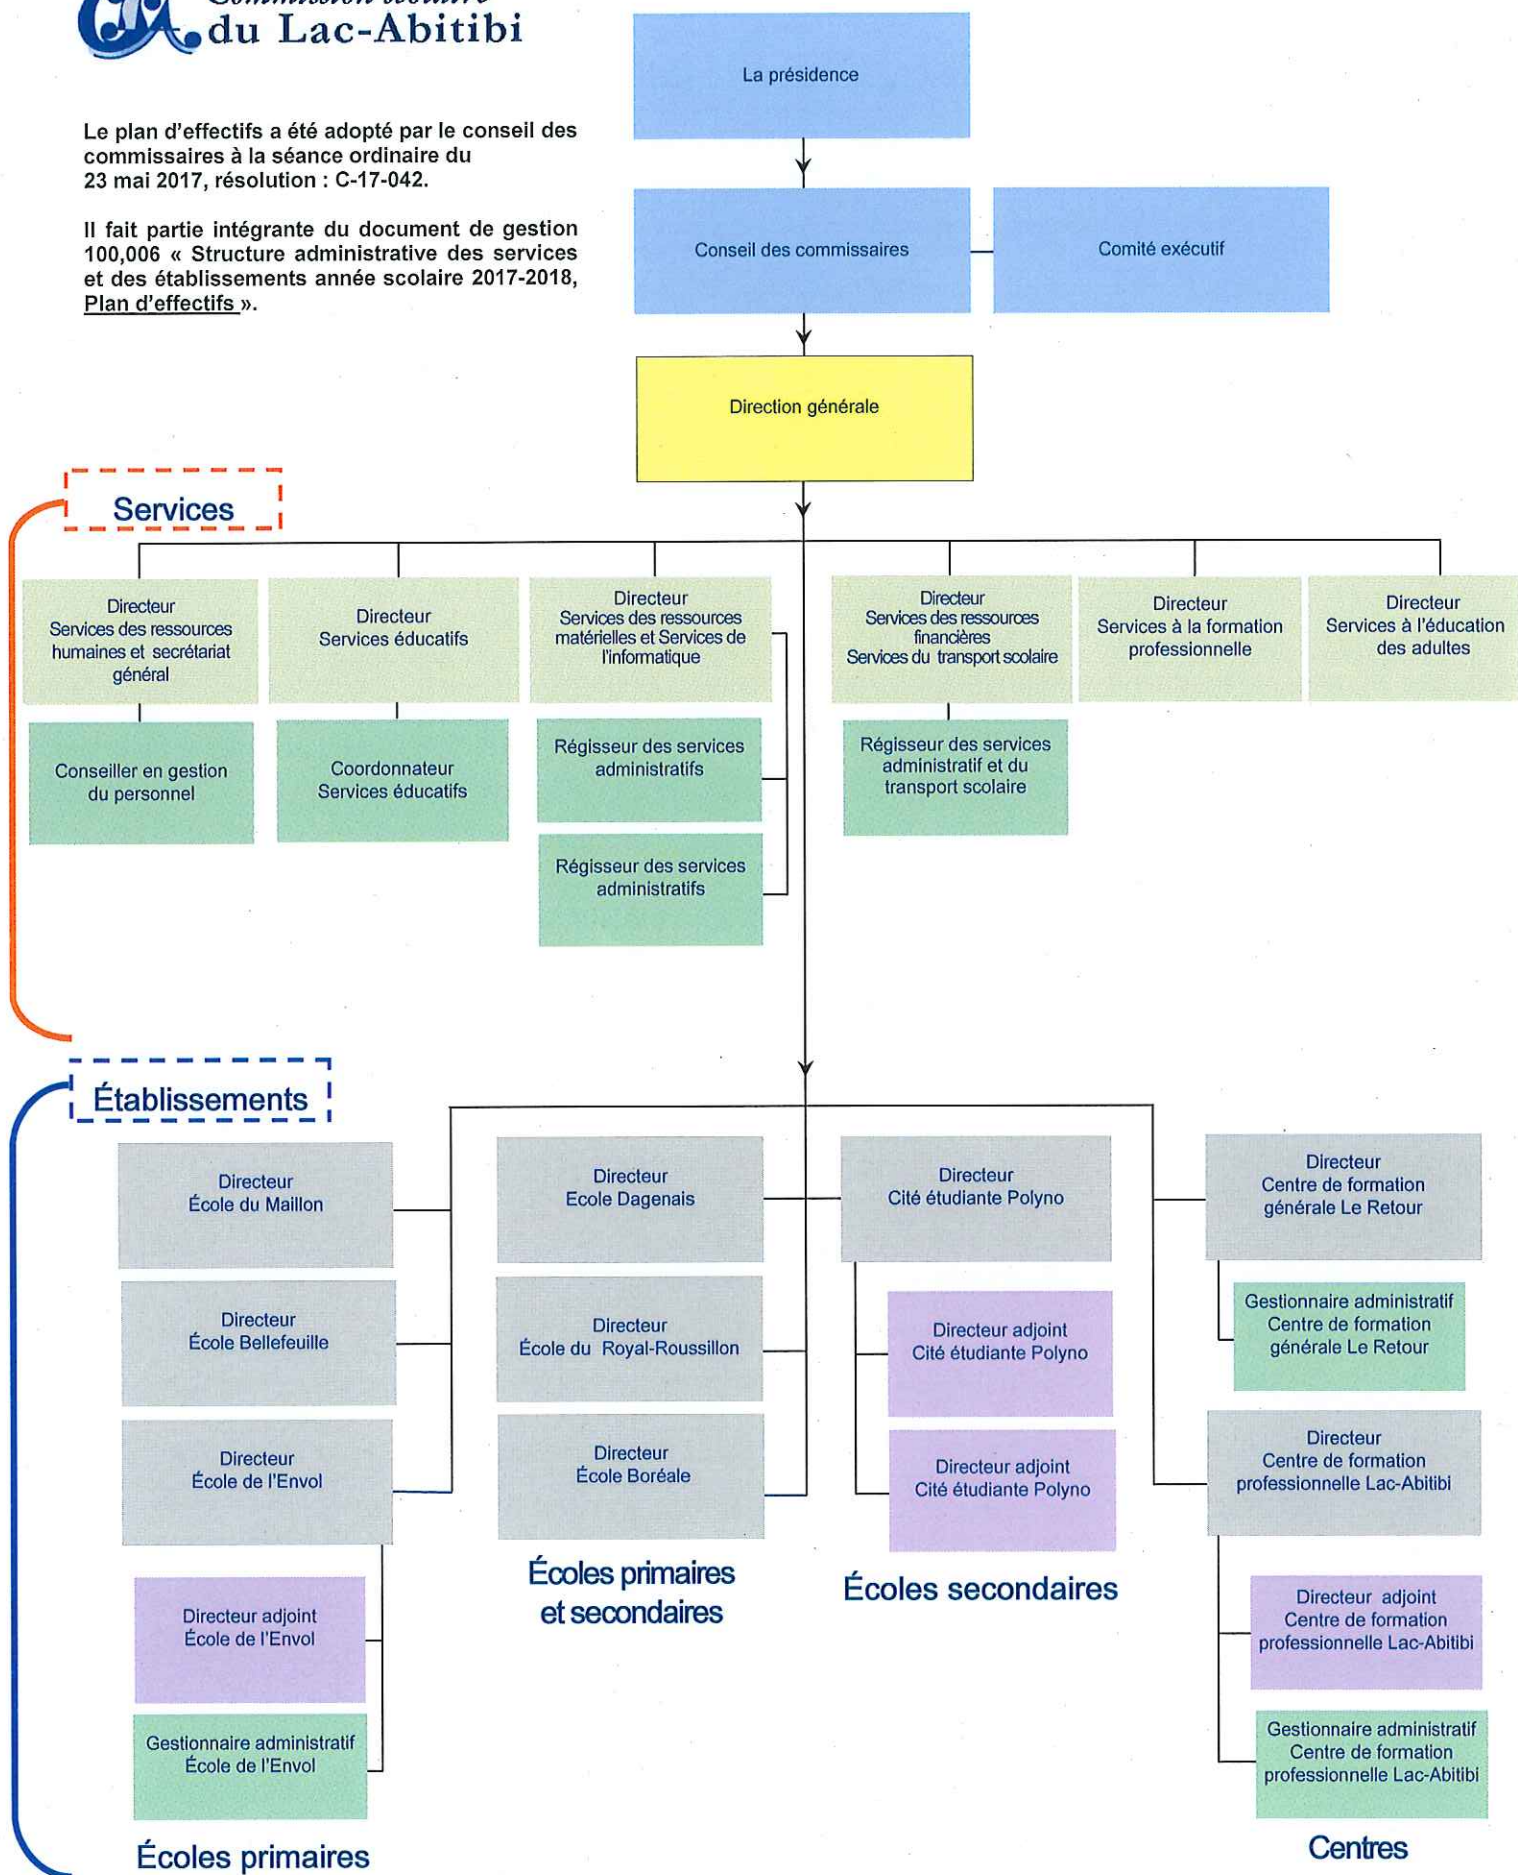 Commission scolaire
du Lac-Abitibi
Le plan d'effectifs a été adopté par le conseil des
commissaires à la séance ordinaire du
23 mai 2017, résolution : C-17-042.
Il fait partie intégrante du document de gestion
100,006 « Structure administrative des services
et des établissements année scolaire 2017-2018,
Plan d'effectifs ».
La présidence
Conseil des commissaires
Comité exécutif
Direction générale
Services
Directeur
Services des ressources
humaines et secrétariat
général
Directeur
Services éducatifs
Directeur
Services des ressources
matérielles et Services de
l'informatique
Directeur
Services des ressources
financières
Services du transport scolaire
Directeur
Services à la formation
professionnelle
Directeur
Services à l'éducation
des adultes
Conseiller en gestion
du personnel
Coordonnateur
Services éducatifs
Régisseur des services
administratifs
Régisseur des services
administratif et du
transport scolaire
Régisseur des services
administratifs
Établissements
Directeur
École du Maillon
Directeur
École Bellefeuille
Directeur
École de l'Envol
Directeur adjoint
École de l'Envol
Gestionnaire administratif
École de l'Envol
Écoles primaires
Directeur
Ecole Dagenais
Directeur
École du Royal-Roussillon
Directeur
École Boréale
Écoles primaires
et secondaires
Directeur
Cité étudiante Polyno
Directeur adjoint
Cité étudiante Polyno
Directeur adjoint
Cité étudiante Polyno
Écoles secondaires
Directeur
Centre de formation
générale Le Retour
Gestionnaire administratif
Centre de formation
générale Le Retour
Directeur
Centre de formation
professionnelle Lac-Abitibi
Directeur adjoint
Centre de formation
professionnelle Lac-Abitibi
Gestionnaire administratif
Centre de formation
professionnelle Lac-Abitibi
Centres